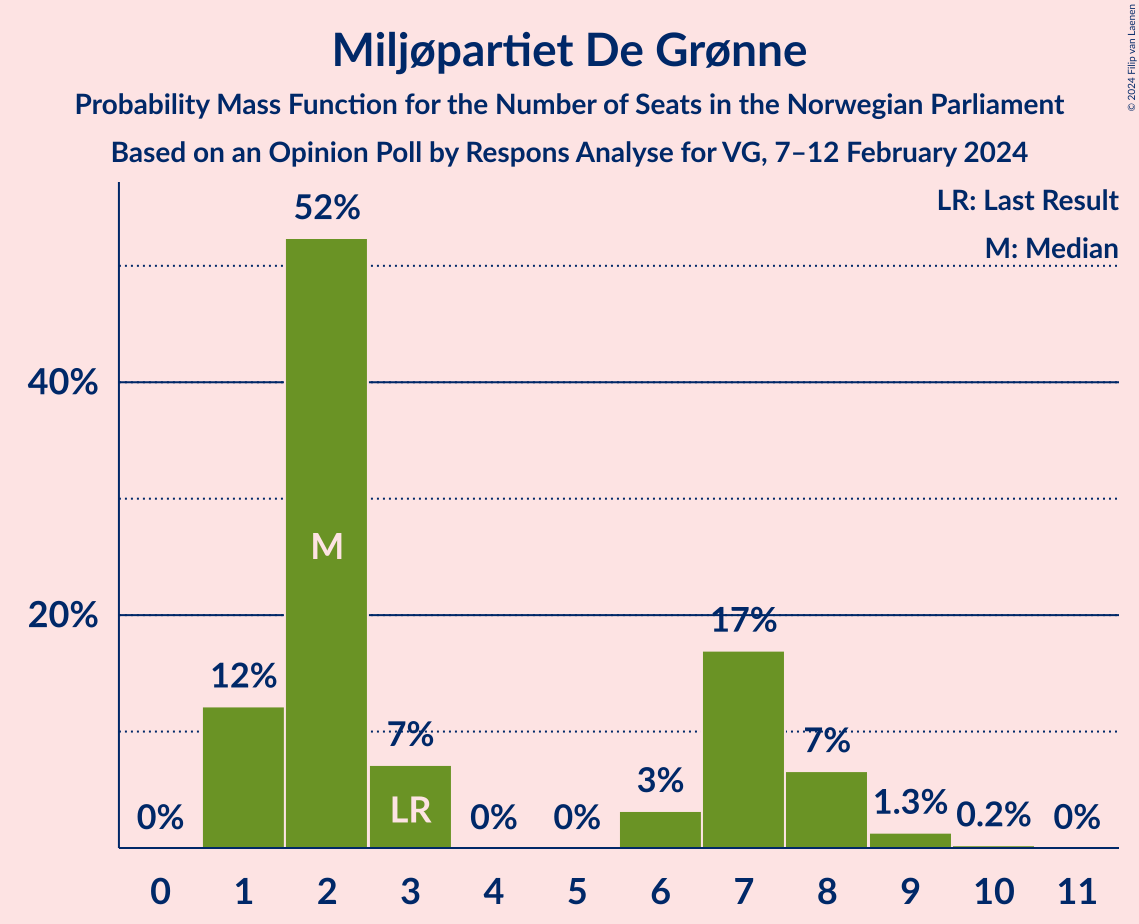 Miljøpartiet De Grønne
Probability Mass Function for the Number of Seats in the Norwegian Parliament
Based on an Opinion Poll by Respons Analyse for VG, 7–12 February 2024
© 2024 Filip van Laenen
LR: Last Result
M: Median
52%
40%
M
20%
17%
12%
7%
7%
3%
LR
1.3%
0.2%
0%
0%
0%
0%
0 1 2 3 4 5 6 7 8 9 10 11